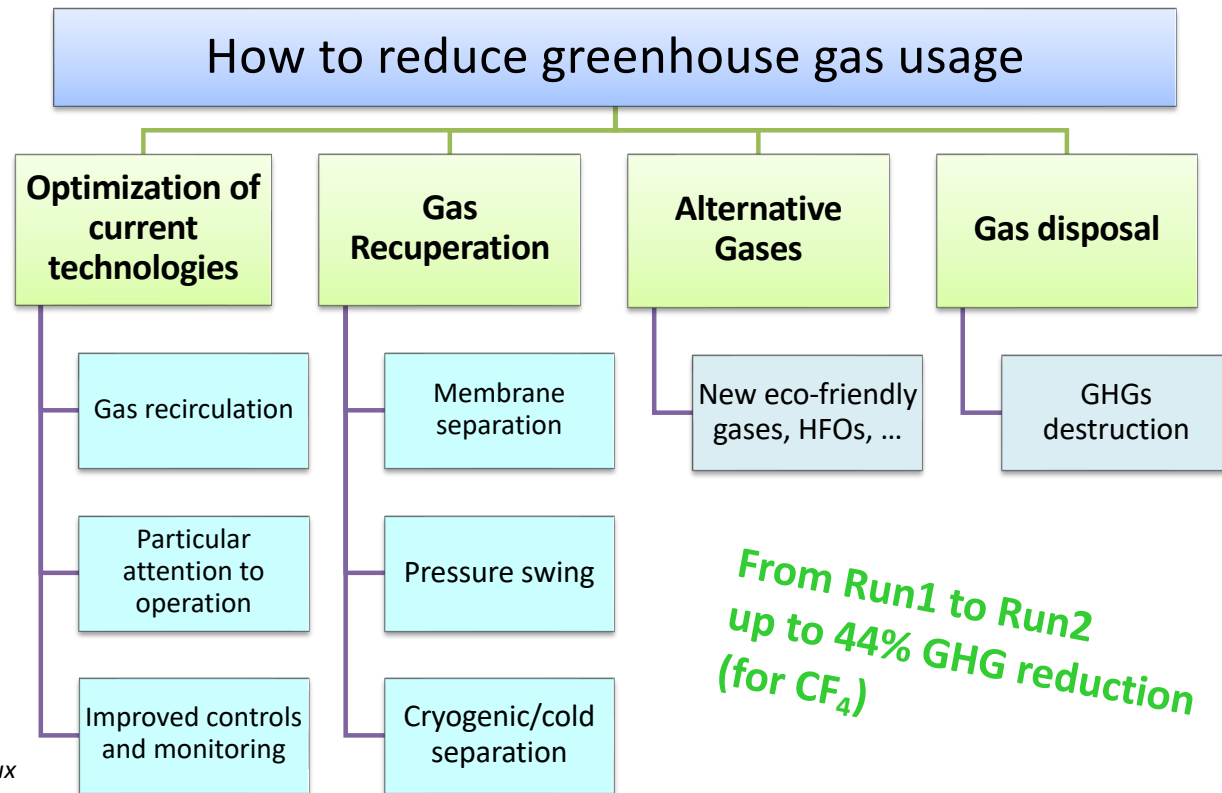 How to reduce greenhouse gas usage
Optimization of
current
technologies
Gas recirculation
Particular
attention to
operation
Improved controls
and monitoring
Gas
Recuperation
Membrane
separation
Pressure swing
Cryogenic/cold
separation
Alternative
Gases
New eco-friendly
gases, HFOs, ...
Gas disposal
GHGs
destruction
From Run1 to Run2
up to 44% GHG reduction
(for CF₄)
ux